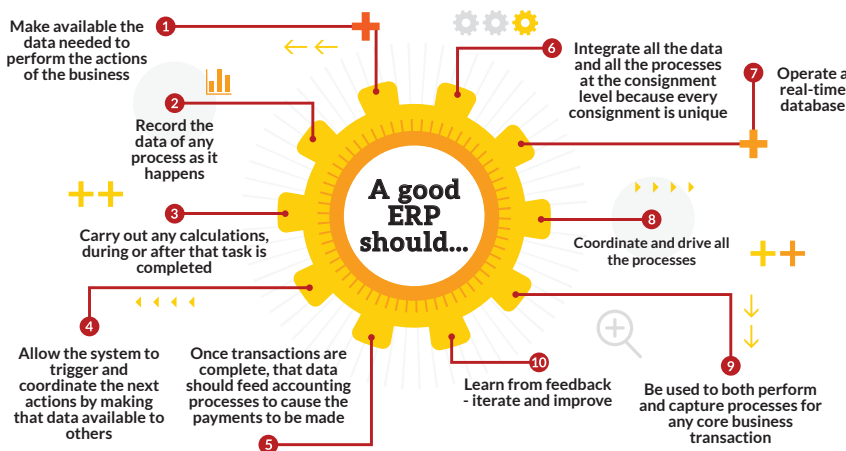 A good
ERP
should...
1
Make available the
data needed to
perform the actions
of the business
2
Record the
data of any
process as it
happens
3
Carry out any calculations,
during or after that task is
completed
4
Allow the system to
trigger and
coordinate the next
actions by making
that data available to
others
5
Once transactions are
complete, that data
should feed accounting
processes to cause the
payments to be made
6
Integrate all the data
and all the processes
at the consignment
level because every
consignment is unique
7
Operate a
real-time
database
8
Coordinate and drive all
the processes
9
Be used to both perform
and capture processes for
any core business
transaction
10
Learn from feedback
- iterate and improve